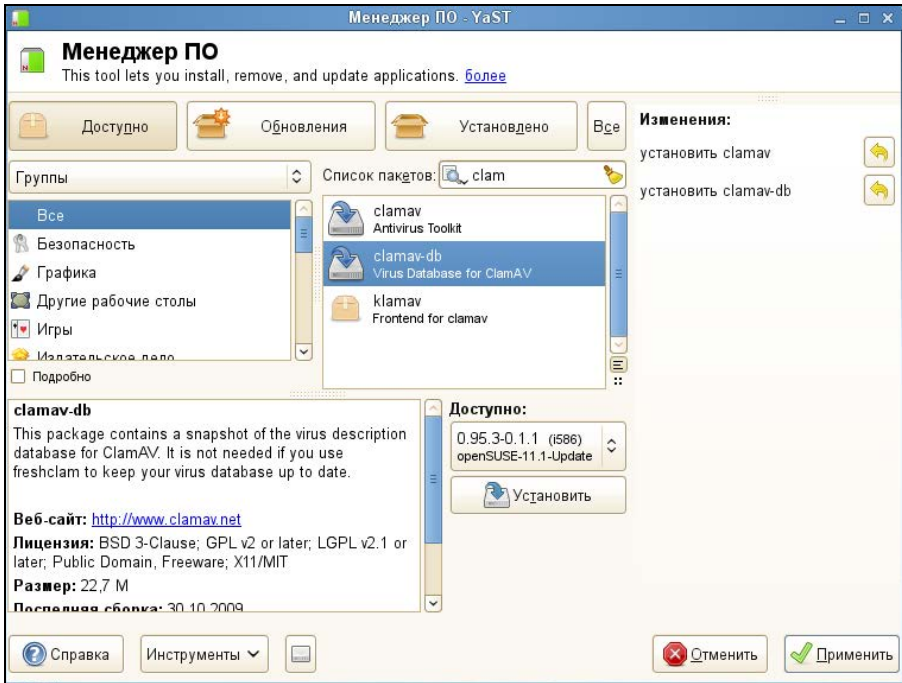 Менеджер ПО - YaST
Менеджер ПО
This tool lets you install, remove, and update applications. более
Доступно
Обновления
Установлено
Все
Группы
Список пакетов:
clam
Все
Безопасность
Графика
Другие рабочие столы
Игры
Издательское дело
Подробно
clamav
Antivirus Toolkit
clamav-db
Virus Database for ClamAV
klamav
Frontend for clamav
Изменения:
установить clamav
установить clamav-db
clamav-db
This package contains a snapshot of the virus description
database for ClamAV. It is not needed if you use
freshclam to keep your virus database up to date.
Веб-сайт: http://www.clamav.net
Лицензия: BSD 3-Clause; GPL v2 or later; LGPL v2.1 or
later; Public Domain, Freeware; X11/MIT
Размер: 22,7 M
Последняя сборка: 30.10.2009
Доступно:
0.95.3-0.1.1 (i586)
openSUSE-11.1-Update
Установить
Справка
Инструменты
Отменить
Применить